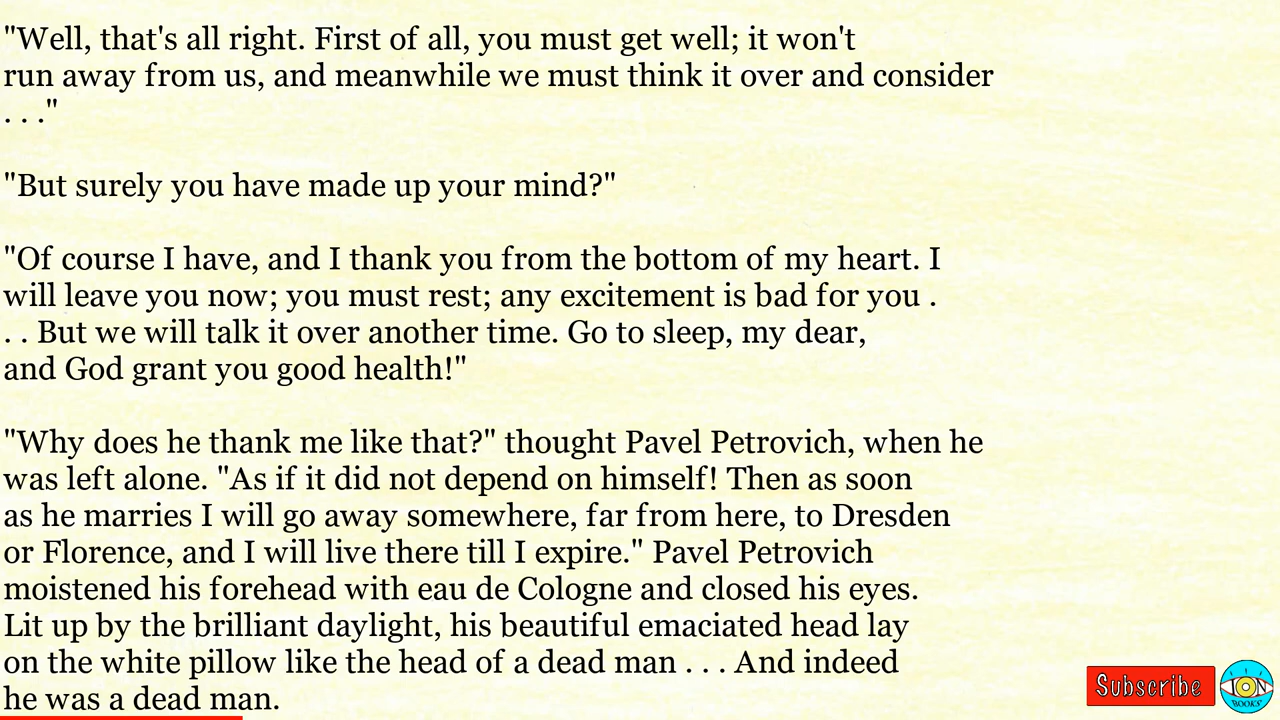 "Well, that's all right. First of all, you must get well; it won't
run away from us, and meanwhile we must think it over and consider
. . ."
"But surely you have made up your mind?"
"Of course I have, and I thank you from the bottom of my heart. I
will leave you now; you must rest; any excitement is bad for you .
. . But we will talk it over another time. Go to sleep, my dear,
and God grant you good health!"
"Why does he thank me like that?" thought Pavel Petrovich, when he
was left alone. "As if it did not depend on himself! Then as soon
as he marries I will go away somewhere, far from here, to Dresden
or Florence, and I will live there till I expire." Pavel Petrovich
moistened his forehead with eau de Cologne and closed his eyes.
Lit up by the brilliant daylight, his beautiful emaciated head lay
on the white pillow like the head of a dead man . . . And indeed
he was a dead man.
Subscribe
ION
BOOKS